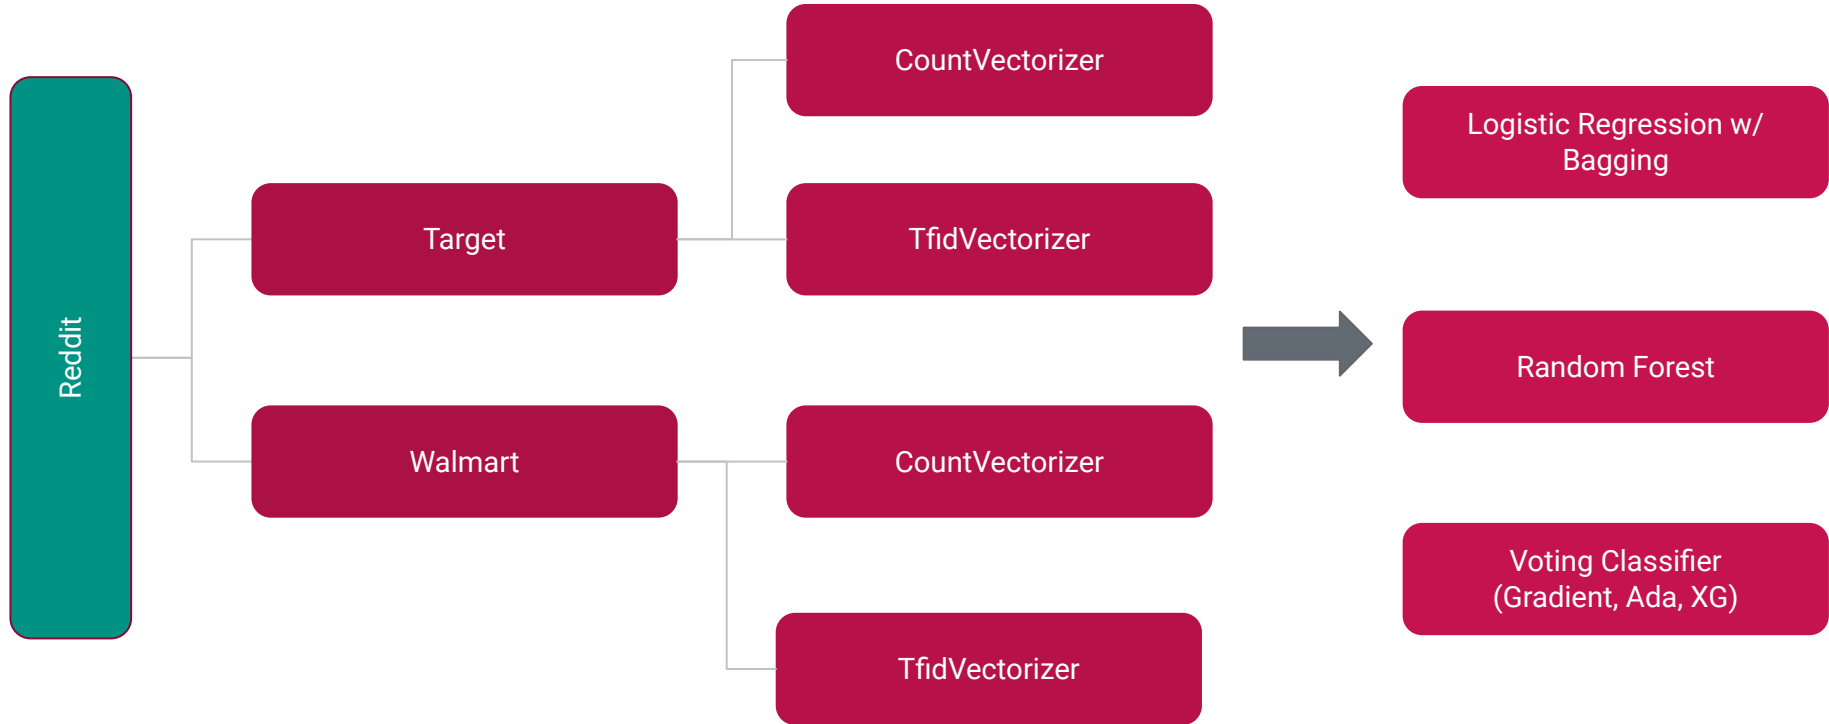 Reddit
Target
Walmart
CountVectorizer
TfidVectorizer
CountVectorizer
TfidVectorizer
Logistic Regression w/
Bagging
Random Forest
Voting Classifier
(Gradient, Ada, XG)